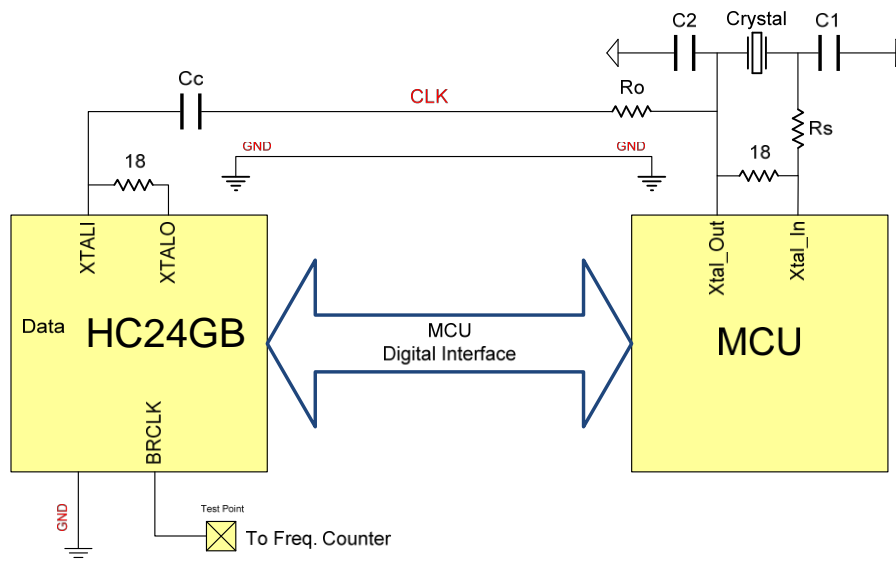 C2
Crystal
C1
Cc
CLK
Ro
Rs
GND
GND
18
18
XTALI
XTALO
Xtal_Out
Xtal_In
Data
HC24GB
MCU
Digital Interface
MCU
BRCLK
GND
Test Point
To Freq. Counter